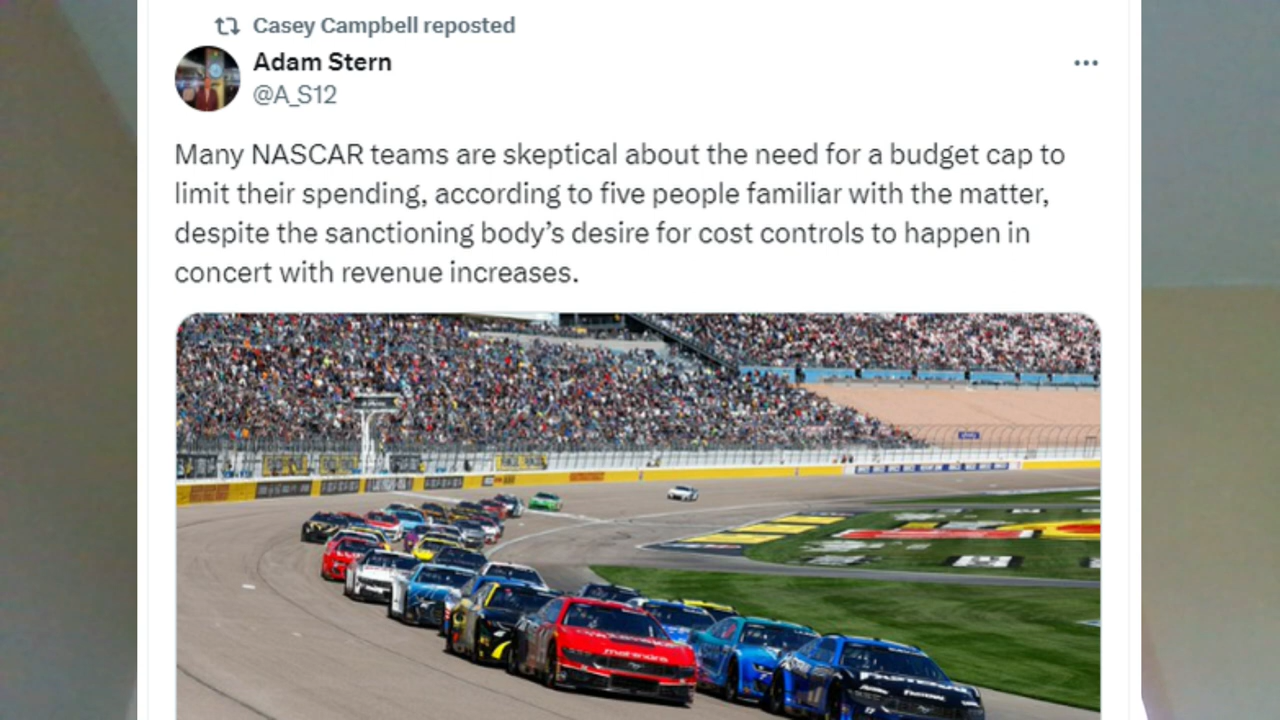 Casey Campbell reposted
Adam Stern
@A_S12
Many NASCAR teams are skeptical about the need for a budget cap to
limit their spending, according to five people familiar with the matter,
despite the sanctioning body’s desire for cost controls to happen in
concert with revenue increases.
mahindra
FASTENAL